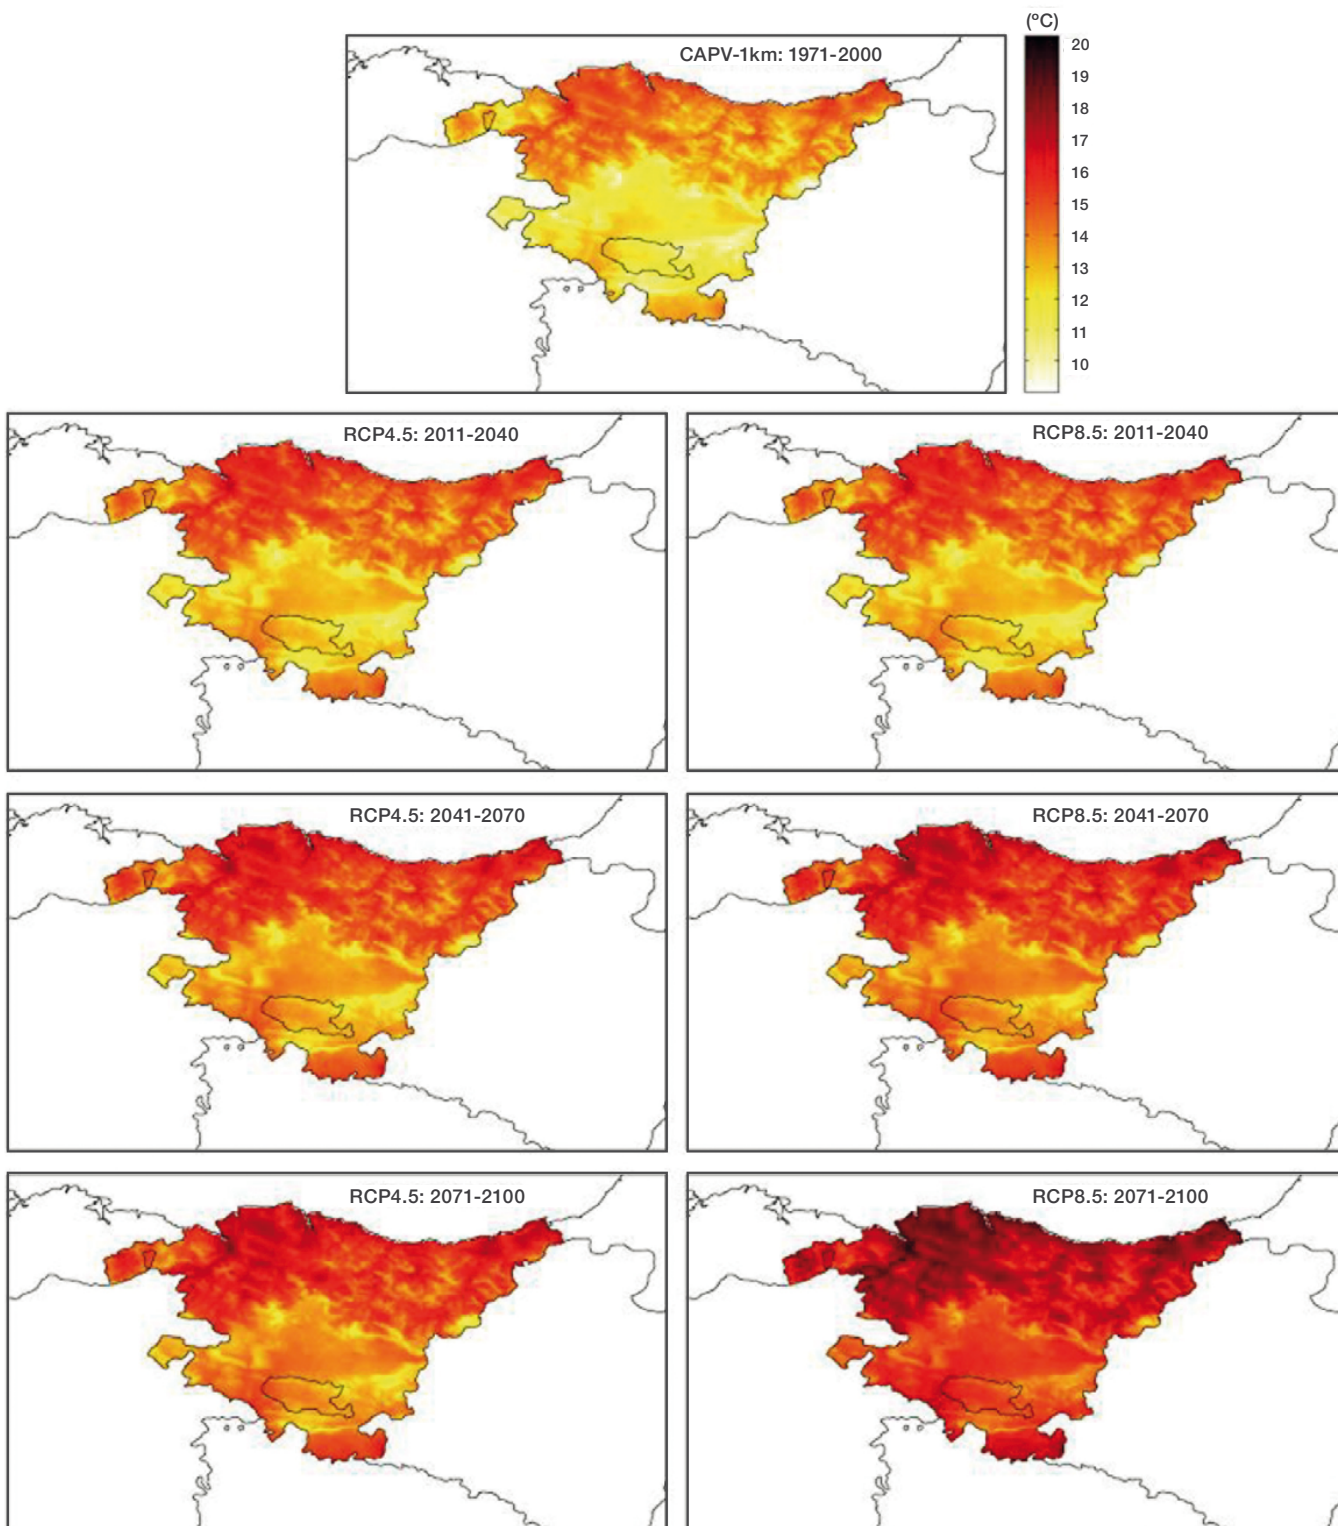 (ºC)
CAPV-1km: 1971-2000
20
19
18
17
16
15
14
13
12
11
10
RCP4.5: 2011-2040
RCP8.5: 2011-2040
RCP4.5: 2041-2070
RCP8.5: 2041-2070
RCP4.5: 2071-2100
RCP8.5: 2071-2100